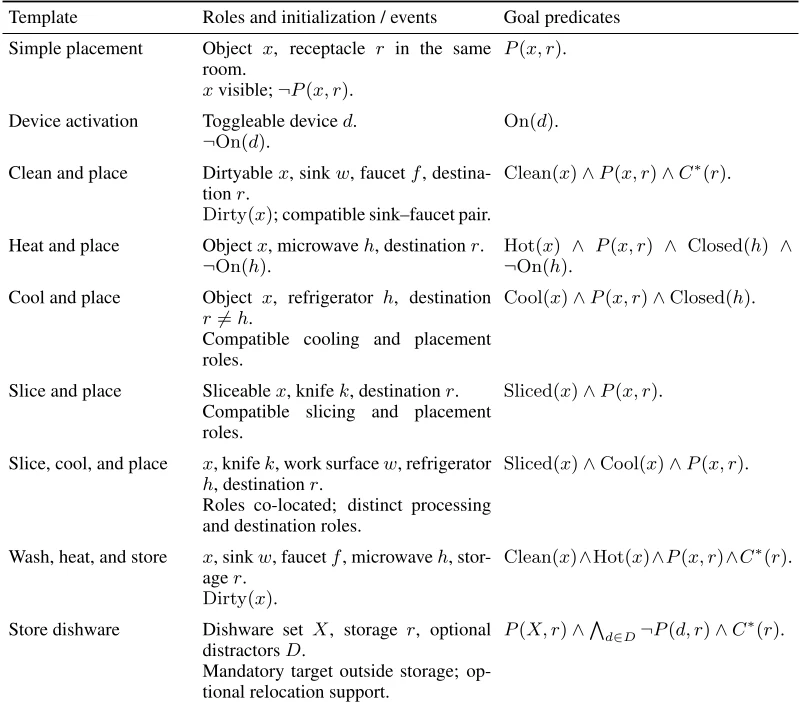 Template Roles and initialization / events Goal predicates
Simple placement Object x, receptacle r in the same P(x, r).
room.
x visible; ¬P(x, r).
Device activation Toggleable device d. On(d).
¬On(d).
Clean and place Dirtyable x, sink w, faucet f, destina- Clean(x) ∧ P(x, r) ∧ C*(r).
tion r.
Dirty(x); compatible sink–faucet pair.
Heat and place Object x, microwave h, destination r. Hot(x) ∧ P(x, r) ∧ Closed(h) ∧
¬On(h). ¬On(h).
Cool and place Object x, refrigerator h, destination Cool(x) ∧ P(x, r) ∧ Closed(h).
r ≠ h.
Compatible cooling and placement
roles.
Slice and place Sliceable x, knife k, destination r. Sliced(x) ∧ P(x, r).
Compatible slicing and placement
roles.
Slice, cool, and place x, knife k, work surface w, refrigerator Sliced(x) ∧ Cool(x) ∧ P(x, r).
h, destination r.
Roles co-located; distinct processing
and destination roles.
Wash, heat, and store x, sink w, faucet f, microwave h, stor- Clean(x)∧Hot(x)∧P(x, r)∧C*(r).
age r.
Dirty(x).
Store dishware Dishware set X, storage r, optional P(X, r) ∧ ⋀d∈D ¬P(d, r) ∧ C*(r).
distractors D.
Mandatory target outside storage; op-
tional relocation support.